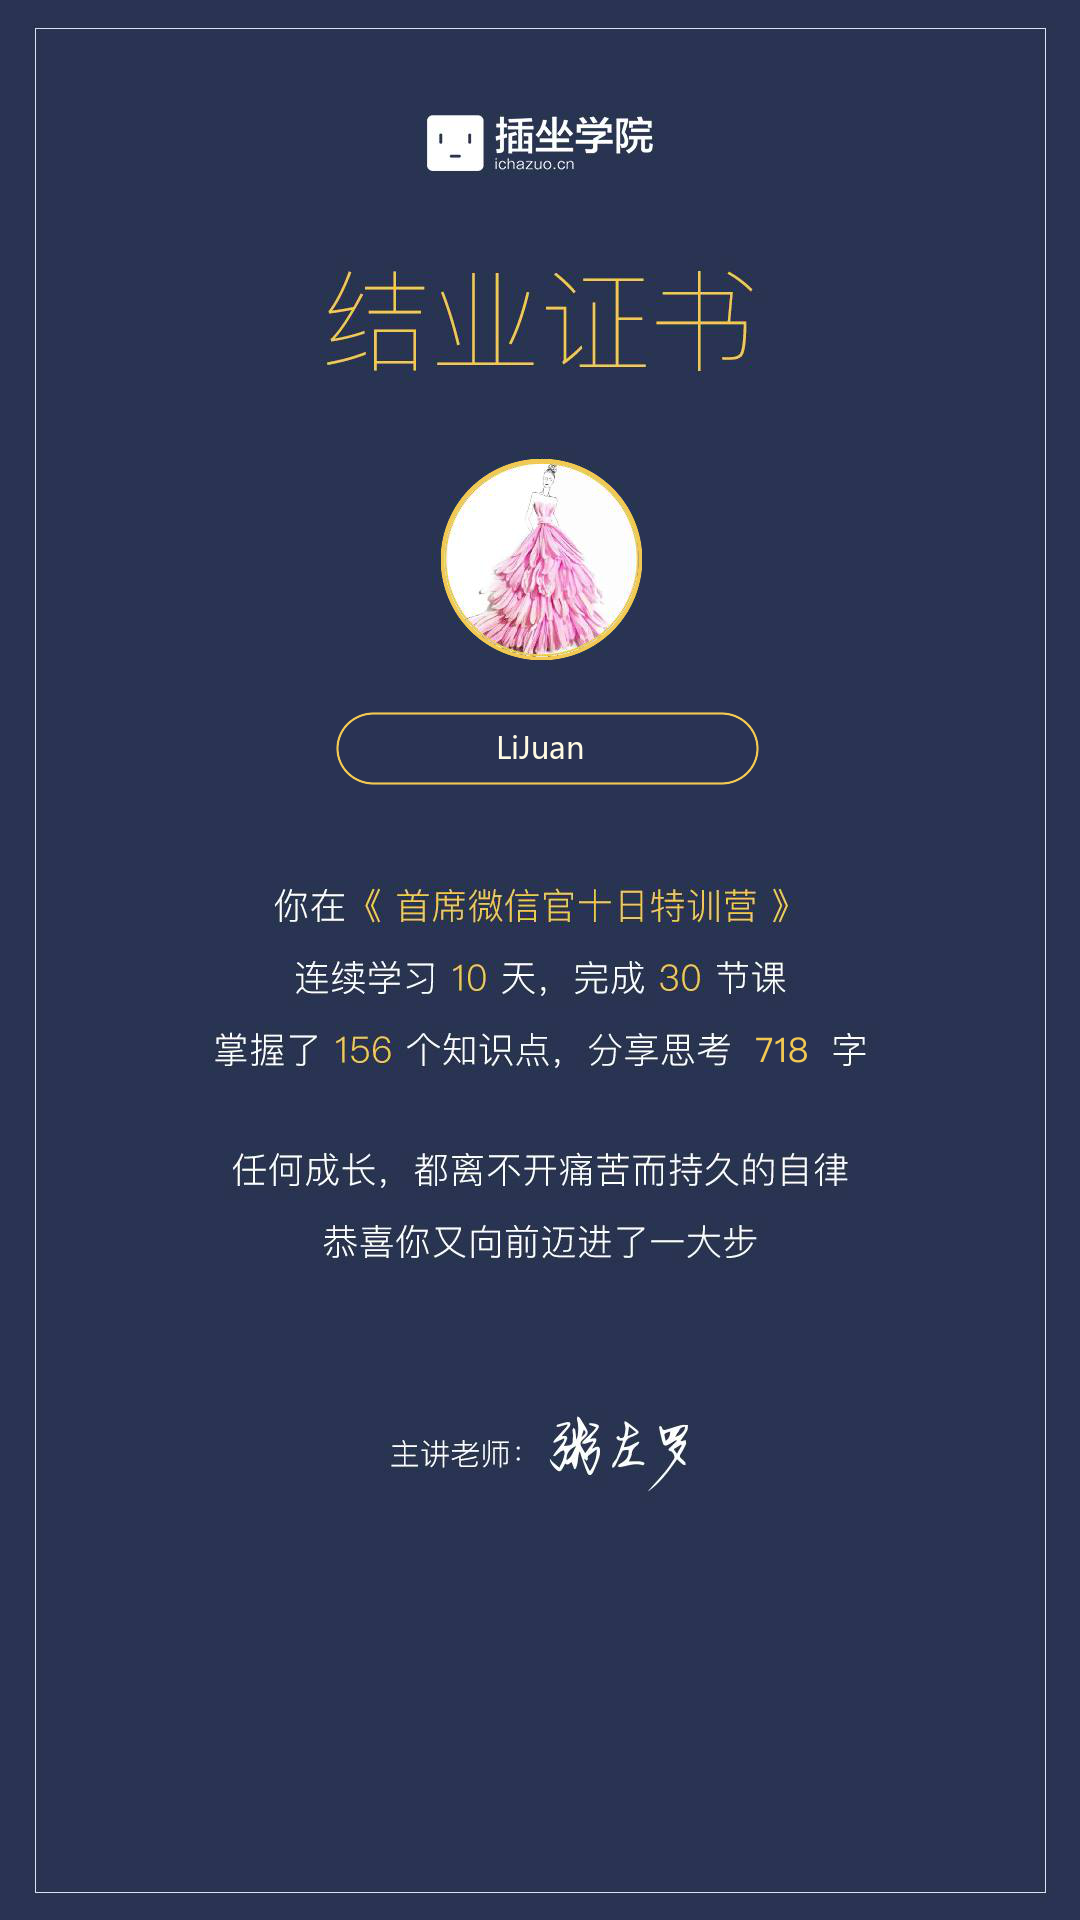 插坐学院
ichazuo.cn
结业证书
LiJuan
你在《 首席微信官十日特训营 》
连续学习 10 天，完成 30 节课
掌握了 156 个知识点，分享思考 718 字
任何成长，都离不开痛苦而持久的自律
恭喜你又向前迈进了一大步
主讲老师：粥左罗